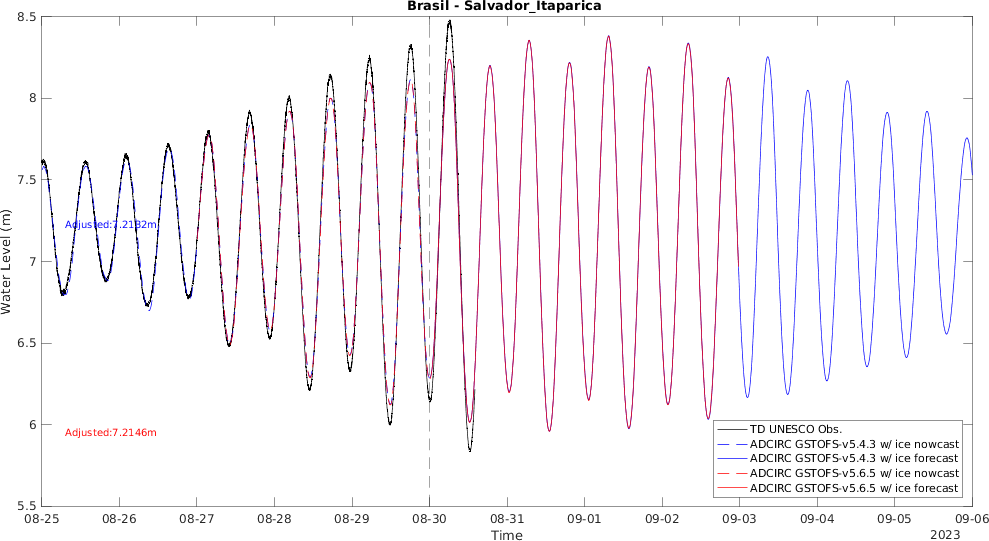 Brasil - Salvador_Itaparica
8.5
8
7.5
7
6.5
6
5.5
Water Level (m)
Adjusted:7.2132m
Adjusted:7.2146m
TD UNESCO Obs.
ADCIRC GSTOFS-v5.4.3 w/ ice nowcast
ADCIRC GSTOFS-v5.4.3 w/ ice forecast
ADCIRC GSTOFS-v5.6.5 w/ ice nowcast
ADCIRC GSTOFS-v5.6.5 w/ ice forecast
08-25 08-26 08-27 08-28 08-29 08-30 08-31 09-01 09-02 09-03 09-04 09-05 09-06
Time
2023